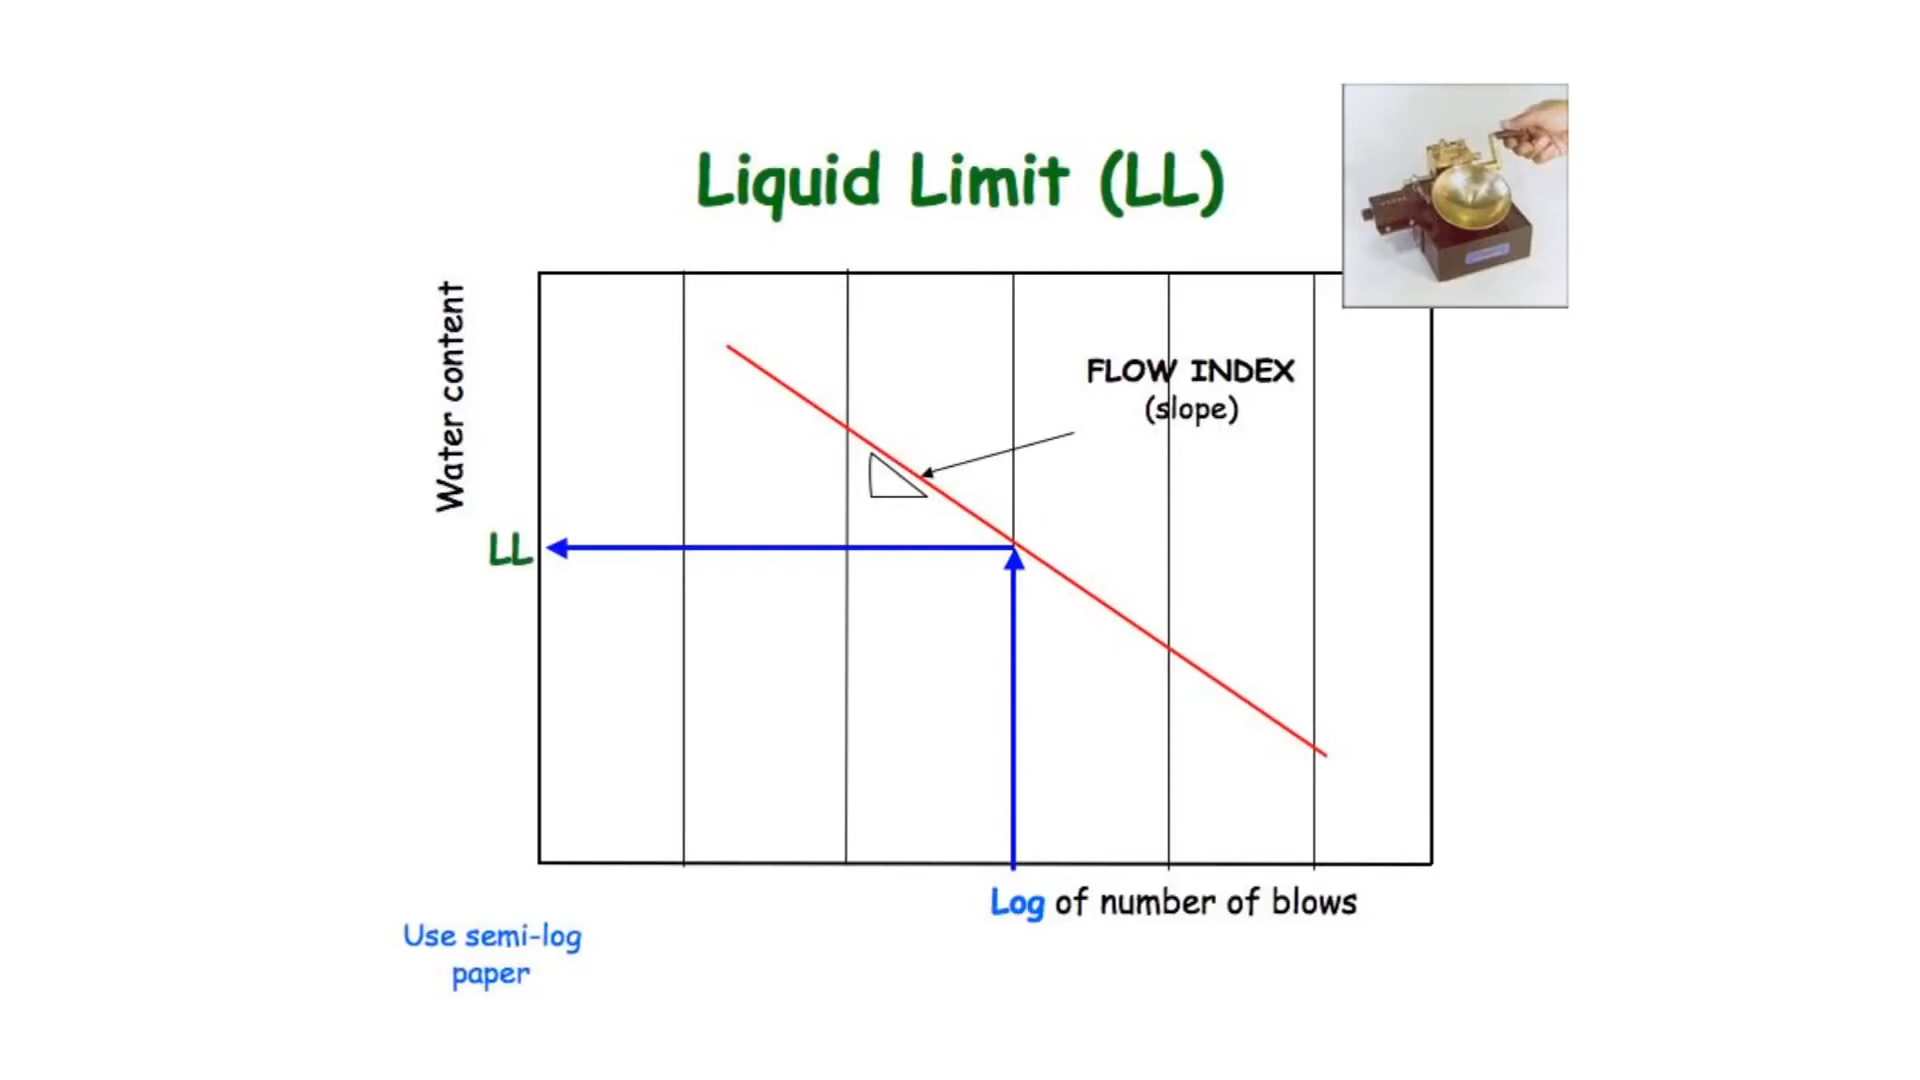 Liquid Limit (LL)
Water content
FLOW INDEX
(slope)
LL
Log of number of blows
Use semi-log
paper